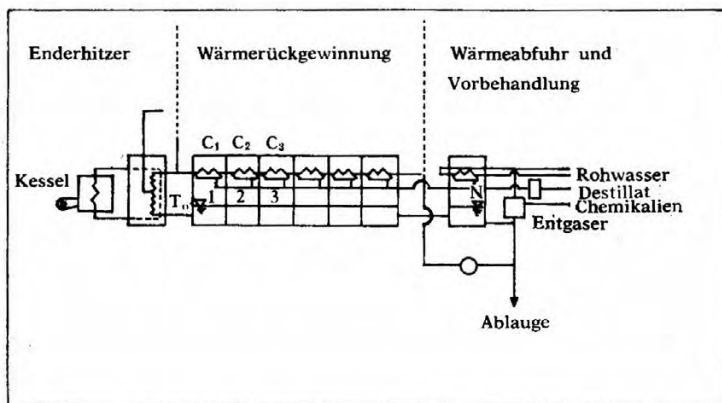 Enderhitzer
Wärmerückgewinnung
Wärmeabfuhr und
Vorbehandlung
C₁ C₂ C₃
Kessel
Rohwasser
T₀ 1 2 3 N
Destillat
Chemikalien
Entgaser
Ablauge